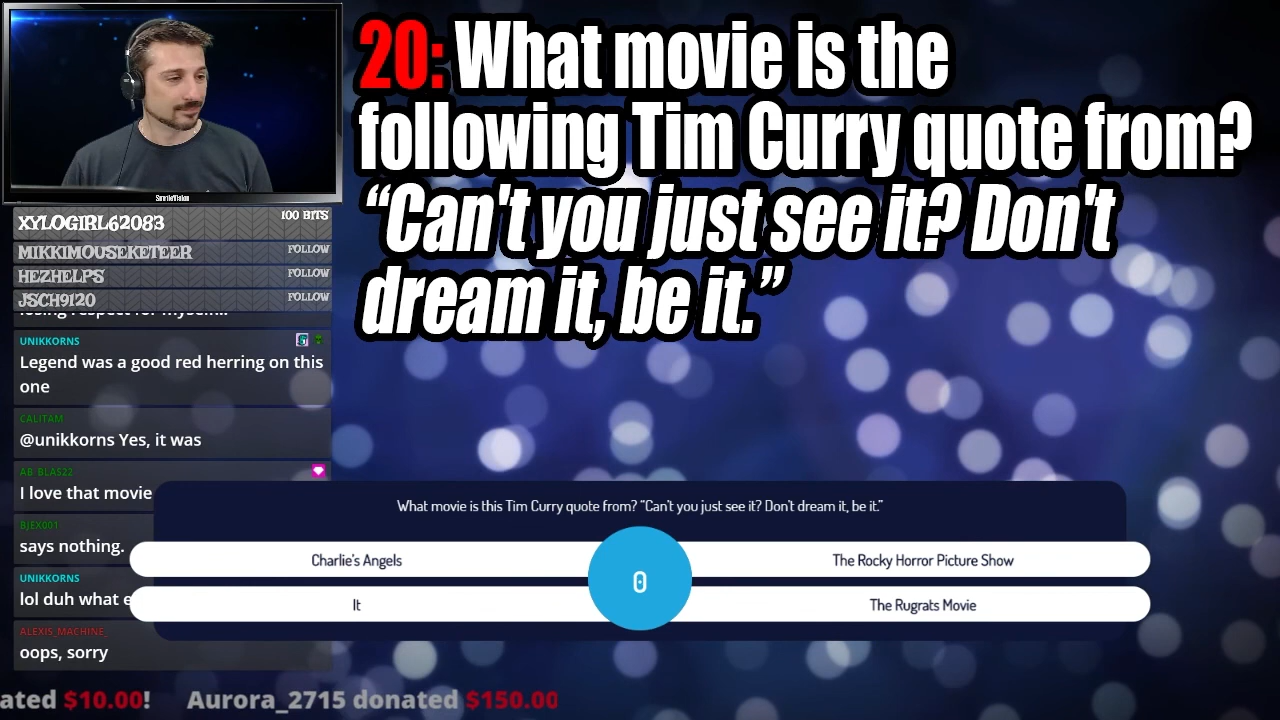 20: What movie is the
following Tim Curry quote from?
“Can't you just see it? Don't
dream it, be it.”
XYLOGIRL62083 100 BITS
MIKKIMOUSEKETEER FOLLOW
HEZHELPS FOLLOW
JSCH9120 FOLLOW
UNIKKORNS
Legend was a good red herring on this
one
CALITAM
@unikkorns Yes, it was
AB_BLAS22
I love that movie
BJEX001
says nothing.
UNIKKORNS
lol duh what e
ALEXIS_MACHINE_
oops, sorry
What movie is this Tim Curry quote from? “Can't you just see it? Don't dream it, be it.”
Charlie's Angels
The Rocky Horror Picture Show
0
It
The Rugrats Movie
ated $10.00! Aurora_2715 donated $150.00